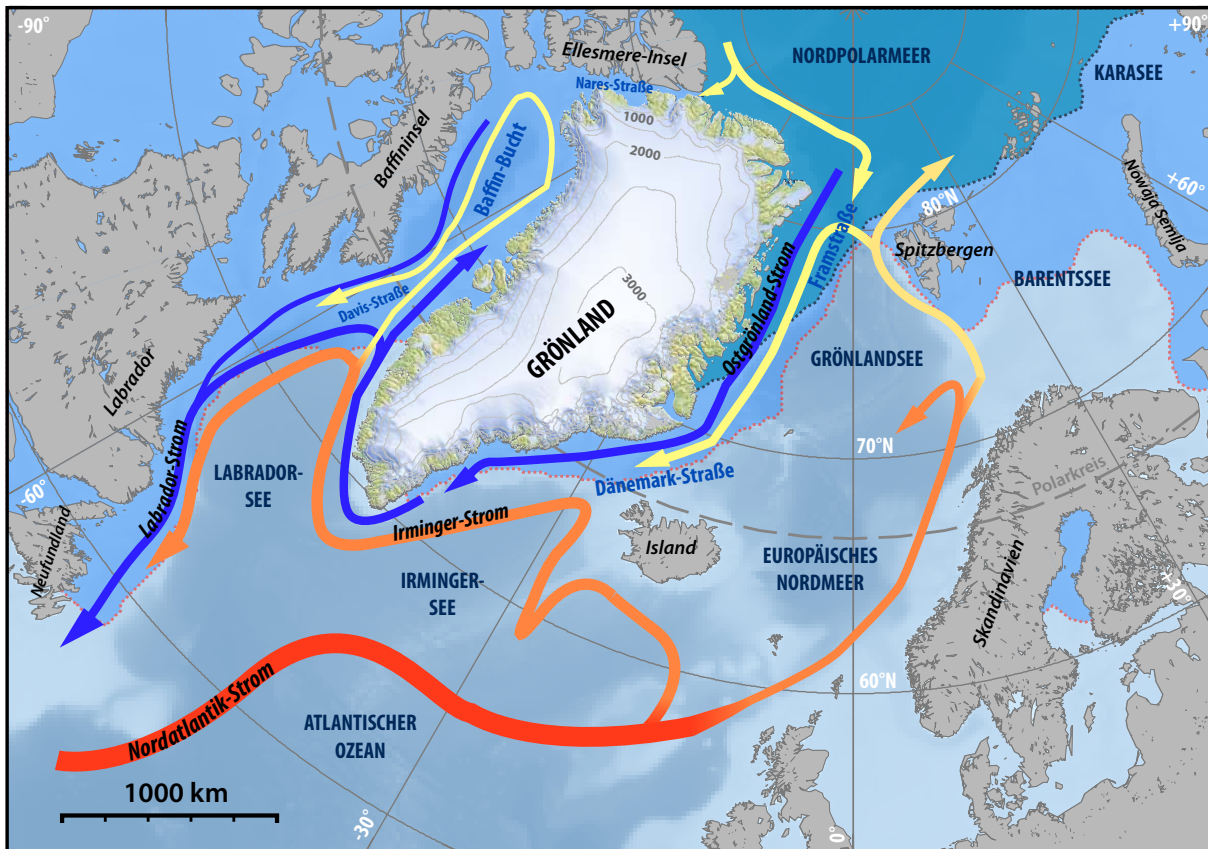 -90°
Ellesmere-Insel
NORDPOLARMEER
+90°
KARASEE
Nares-Straße
1000
2000
Baffininsel
Baffin-Bucht
Nowaja Semlja
+60°
80°N
Spitzbergen
Framstraße
BARENTSSEE
3000
Davis-Straße
GRÖNLAND
Ostgrönland-Strom
GRÖNLANDSEE
Labrador
70°N
Labrador-Strom
LABRADOR-
SEE
-60°
Dänemark-Straße
Polarkreis
Irminger-Strom
Neufundland
Island
EUROPÄISCHES
NORDMEER
IRMINGER-
SEE
Skandinavien
+30°
60°N
Nordatlantik-Strom
ATLANTISCHER
OZEAN
1000 km
-30°
0°